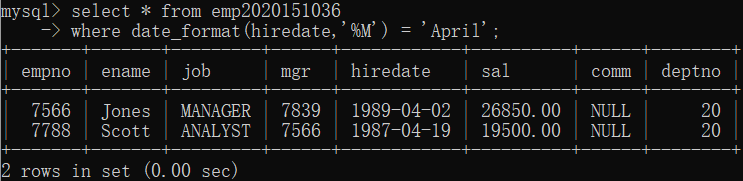 mysql> select * from emp2020151036
    -> where date_format(hiredate,'%M') = 'April';
+-------+-------+---------+------+------------+----------+------+--------+
| empno | ename | job     | mgr  | hiredate   | sal      | comm | deptno |
+-------+-------+---------+------+------------+----------+------+--------+
|  7566 | Jones | MANAGER | 7839 | 1989-04-02 | 26850.00 | NULL |     20 |
|  7788 | Scott | ANALYST | 7566 | 1987-04-19 | 19500.00 | NULL |     20 |
+-------+-------+---------+------+------------+----------+------+--------+
2 rows in set (0.00 sec)